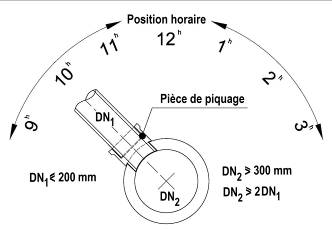 Position horaire
9h
10h
11h
12h
1h
2h
3h
Pièce de piquage
DN1
DN1 ⩽ 200 mm
DN2 ⩾ 300 mm
DN2 ⩾ 2DN1
DN2